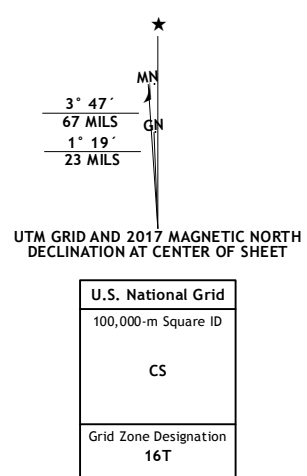 ★
MN
3° 47´
67 MILS
GN
1° 19´
23 MILS
UTM GRID AND 2017 MAGNETIC NORTH
DECLINATION AT CENTER OF SHEET
U.S. National Grid
100,000-m Square ID
CS
Grid Zone Designation
16T